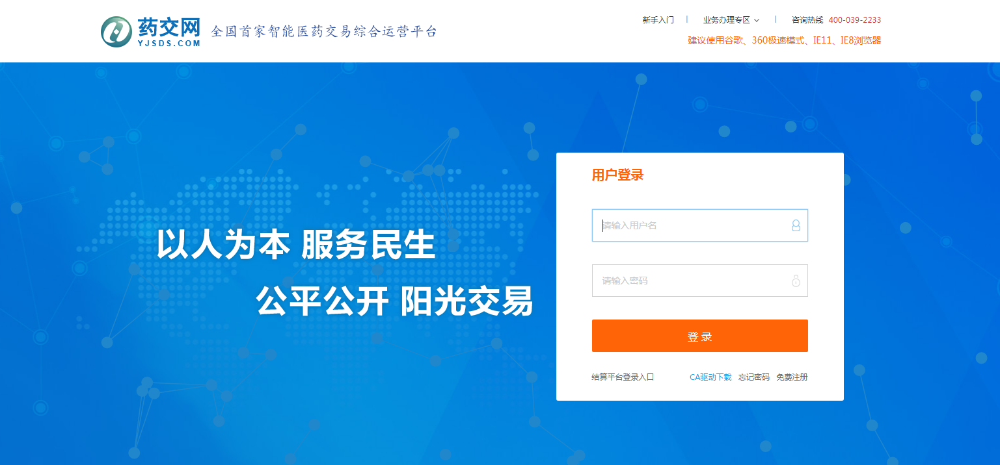 药交网
YJSDS.COM
全国首家智能医药交易综合运营平台
新手入门 业务办理专区 咨询热线 400-039-2233
建议使用谷歌、360极速模式、IE11、IE8浏览器
以人为本 服务民生
公平公开 阳光交易
用户登录
请输入用户名
请输入密码
登 录
结算平台登录入口 CA驱动下载 忘记密码 免费注册